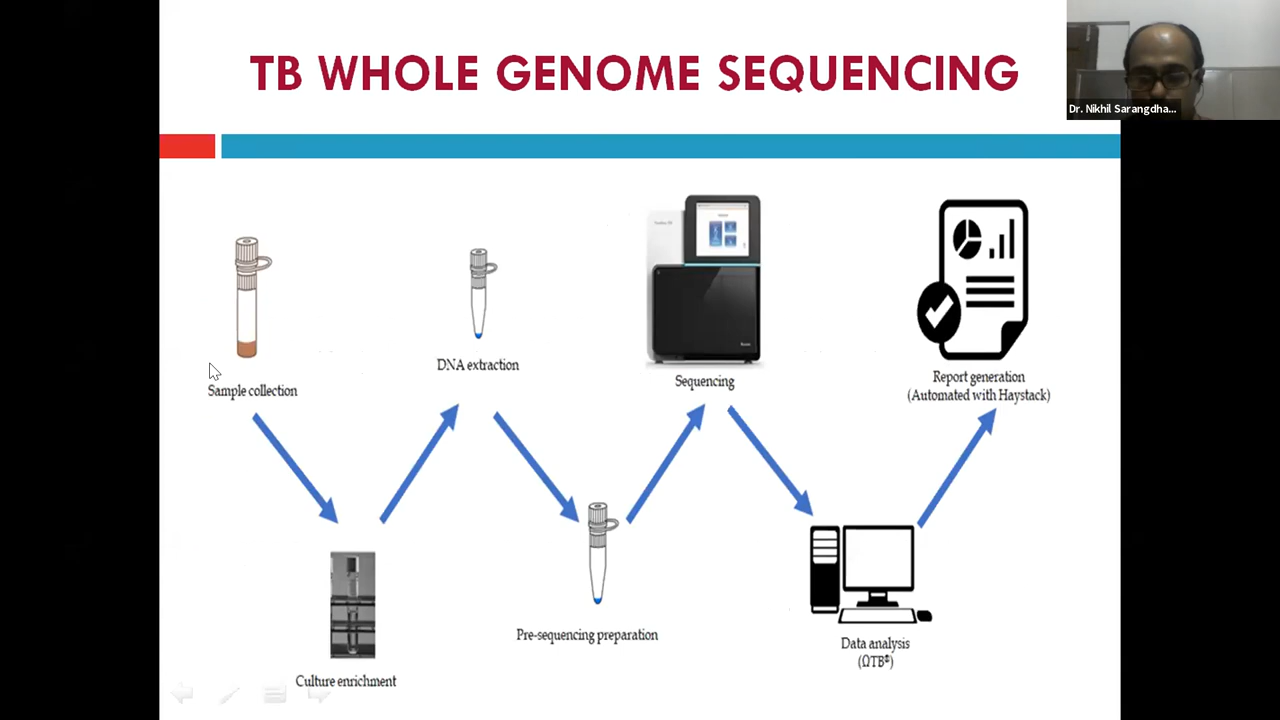 TB WHOLE GENOME SEQUENCING
Dr. Nikhil Sarangdha...
Sample collection
DNA extraction
Sequencing
Report generation
(Automated with Haystack)
Pre-sequencing preparation
Data analysis
(ΩTB®)
Culture enrichment